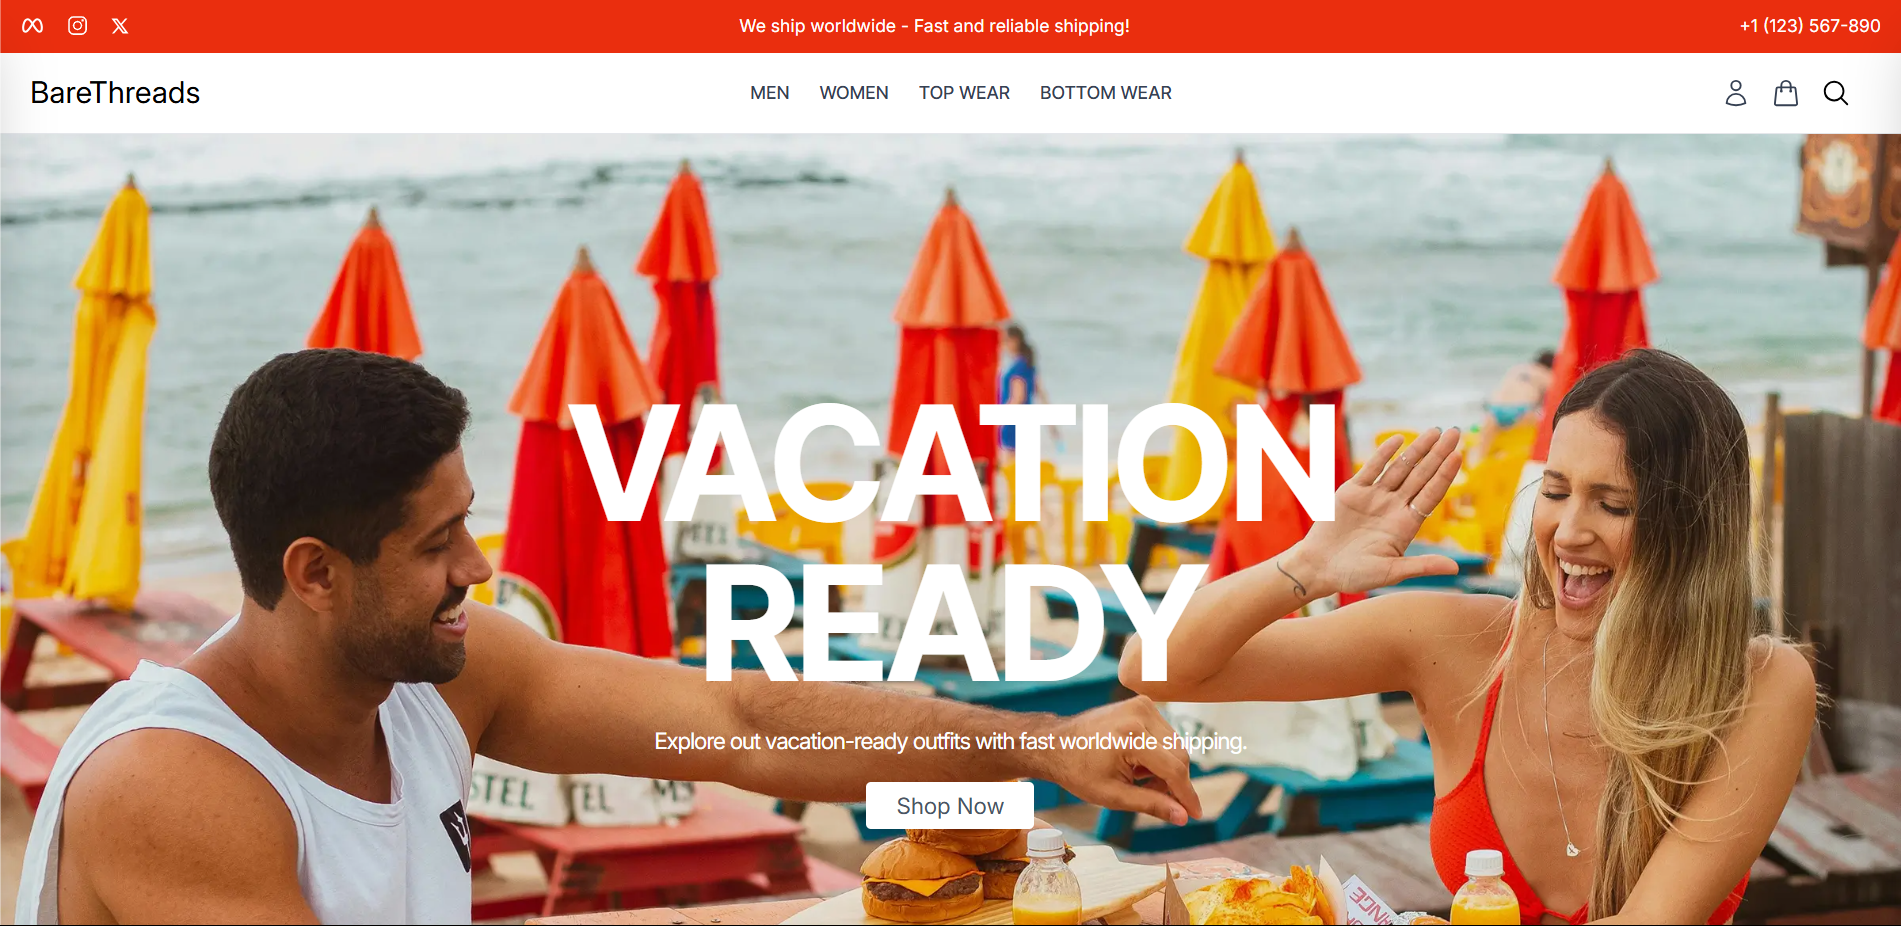 We ship worldwide - Fast and reliable shipping!
+1 (123) 567-890
BareThreads
MEN
WOMEN
TOP WEAR
BOTTOM WEAR
VACATION
READY
Explore out vacation-ready outfits with fast worldwide shipping.
Shop Now